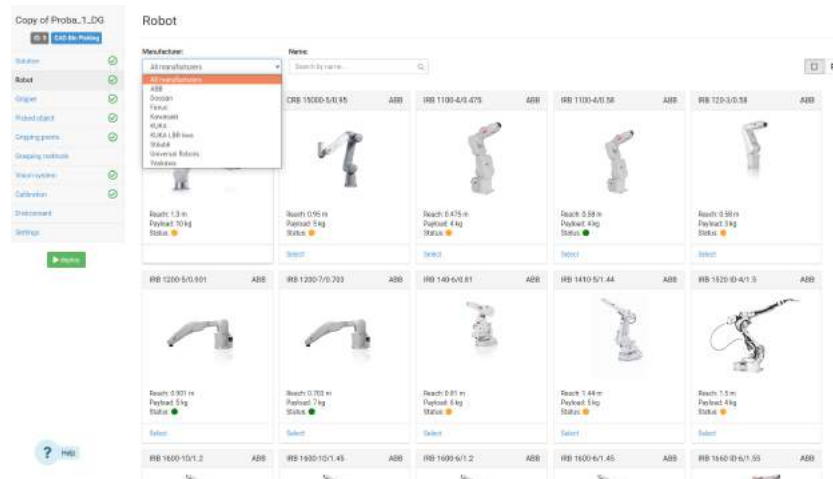 Copy of Proba_1_DG
ID: 5 CAD Bin Picking
Solution
Robot
Gripper
Picked object
Gripping points
Grasping methods
Vision system
Calibration
Environment
Settings
deploy
? Help
Robot
Manufacturer:
Name:
All manufacturers
Search by name...
All manufacturers
ABB
Doosan
Fanuc
Kawasaki
KUKA
KUKA LBR iiwa
Stäubli
Universal Robots
Yaskawa
CRB 15000-5/0.95 ABB
IRB 1100-4/0.475 ABB
IRB 1100-4/0.58 ABB
IRB 120-3/0.58 ABB
Reach: 1.3 m
Payload: 10 kg
Status:
Reach: 0.95 m
Payload: 5 kg
Status:
Select
Reach: 0.475 m
Payload: 4 kg
Status:
Select
Reach: 0.58 m
Payload: 4 kg
Status:
Select
Reach: 0.58 m
Payload: 3 kg
Status:
Select
IRB 1200-5/0.901 ABB
IRB 1200-7/0.703 ABB
IRB 140-6/0.81 ABB
IRB 1410-5/1.44 ABB
IRB 1520 ID-4/1.5 ABB
Reach: 0.901 m
Payload: 5 kg
Status:
Select
Reach: 0.703 m
Payload: 7 kg
Status:
Select
Reach: 0.81 m
Payload: 6 kg
Status:
Select
Reach: 1.44 m
Payload: 5 kg
Status:
Select
Reach: 1.5 m
Payload: 4 kg
Status:
Select
IRB 1600-10/1.2 ABB
IRB 1600-10/1.45 ABB
IRB 1600-6/1.2 ABB
IRB 1600-6/1.45 ABB
IRB 1660 ID-6/1.55 ABB